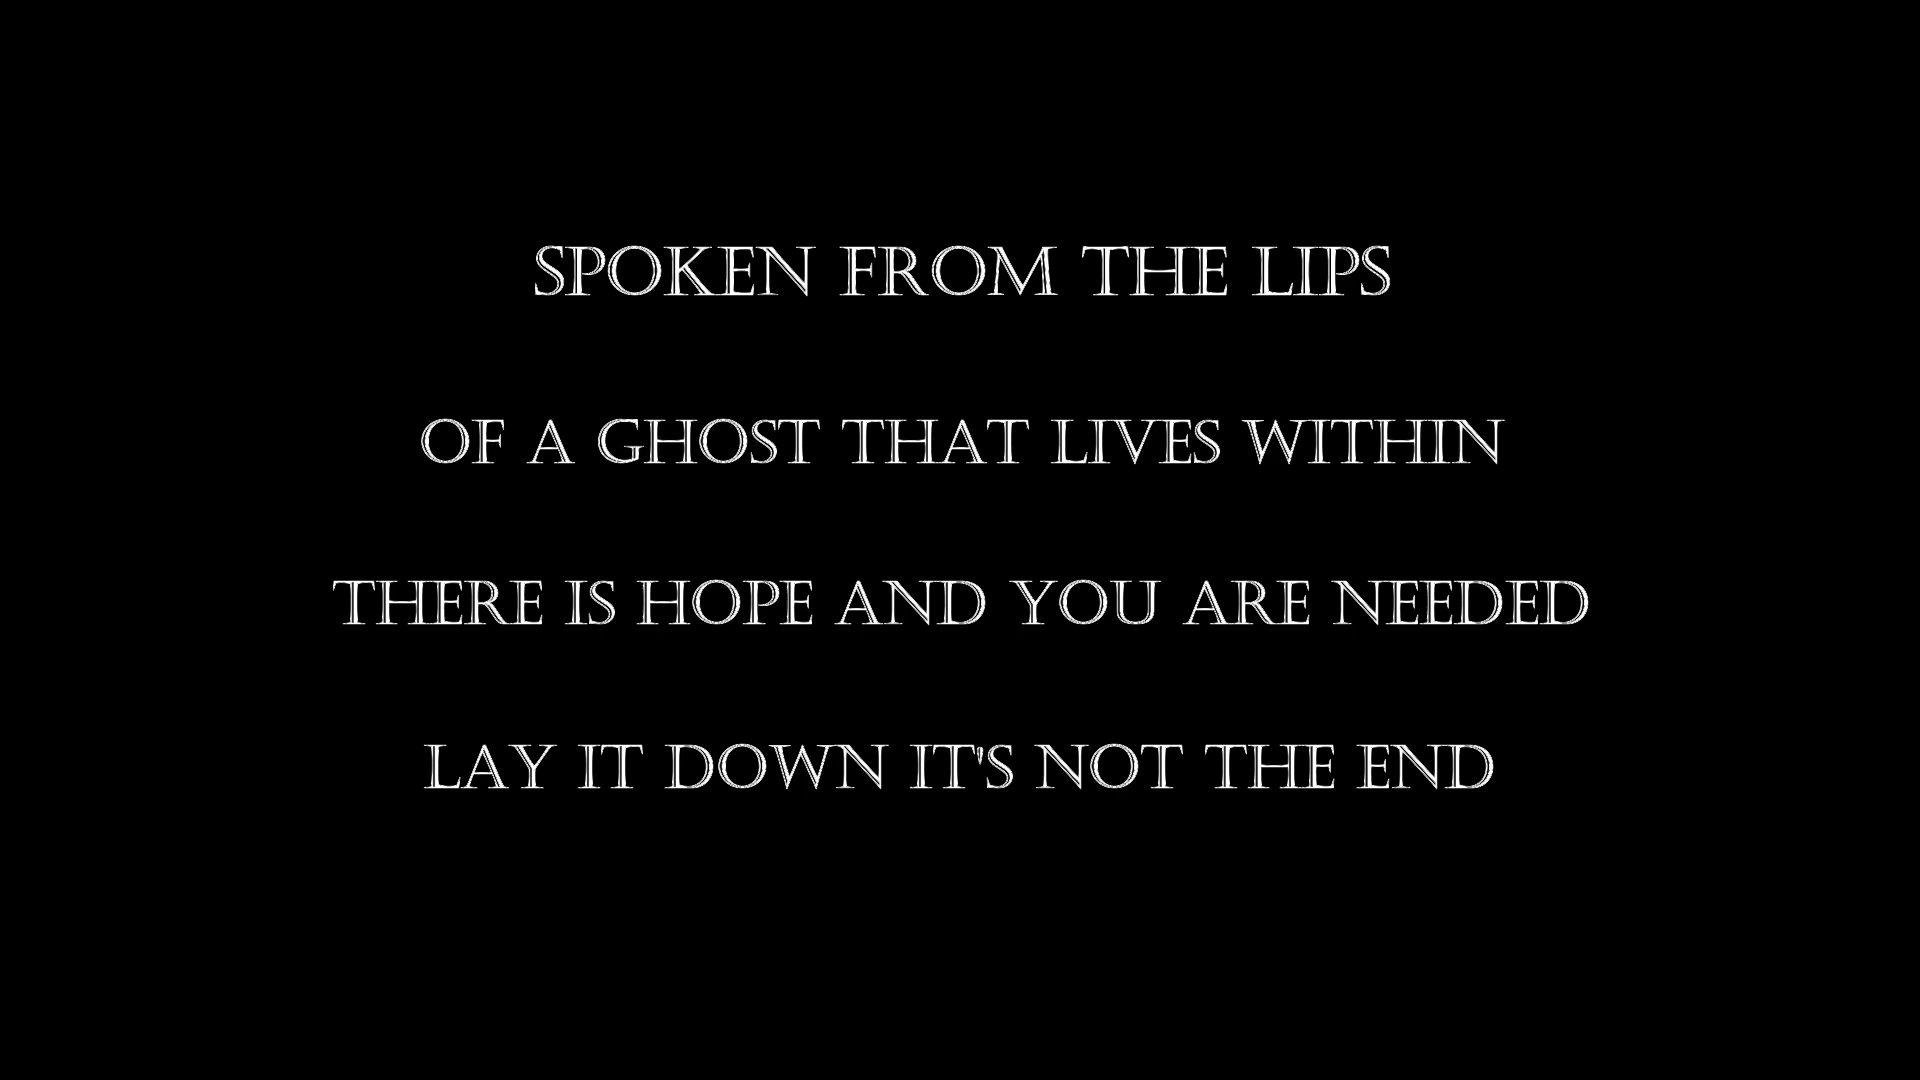 SPOKEN FROM THE LIPS
OF A GHOST THAT LIVES WITHIN
THERE IS HOPE AND YOU ARE NEEDED
LAY IT DOWN IT'S NOT THE END